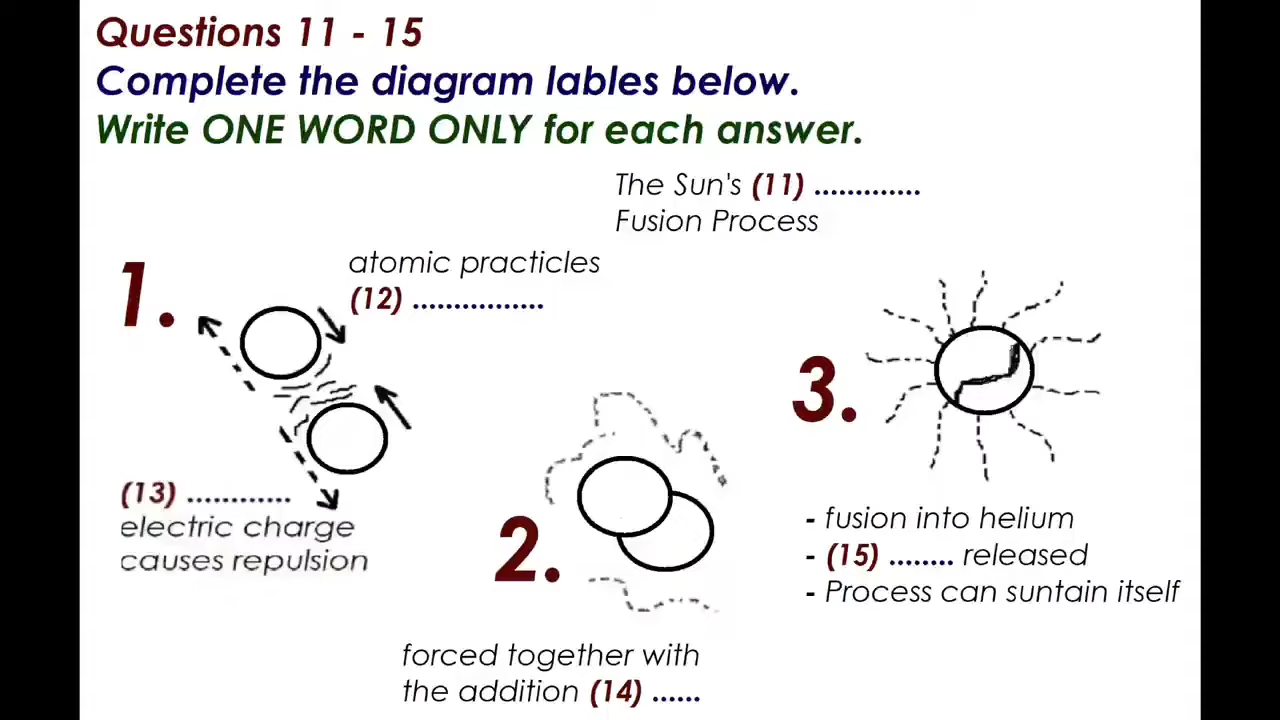 Questions 11 - 15
Complete the diagram lables below.
Write ONE WORD ONLY for each answer.
The Sun's (11) .............
Fusion Process
1.
atomic practicles
(12) ................
(13) .............
electric charge
causes repulsion
2.
forced together with
the addition (14) ......
3.
- fusion into helium
- (15) ........ released
- Process can suntain itself